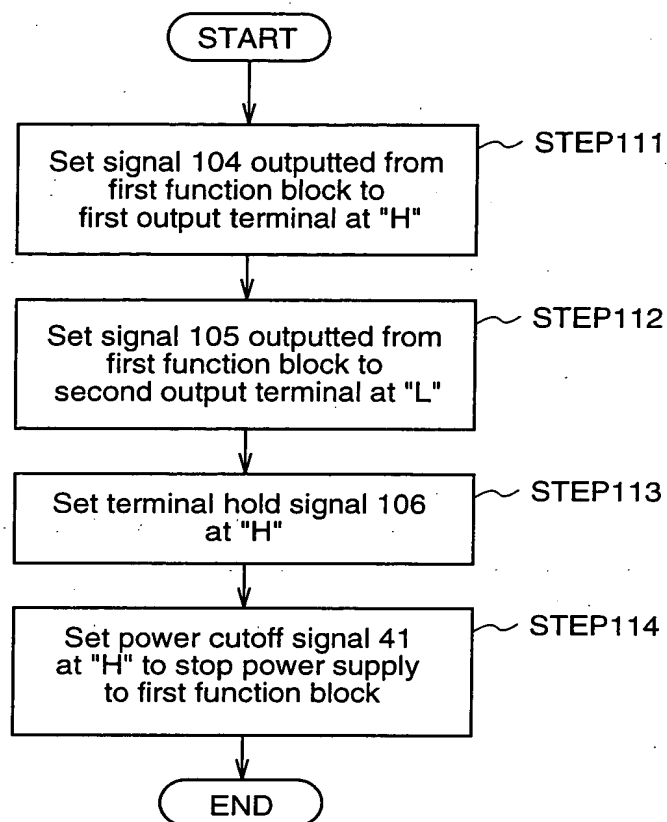 START
Set signal 104 outputted from
first function block to
first output terminal at "H"
STEP111
Set signal 105 outputted from
first function block to
second output terminal at "L"
STEP112
Set terminal hold signal 106
at "H"
STEP113
Set power cutoff signal 41
at "H" to stop power supply
to first function block
STEP114
END